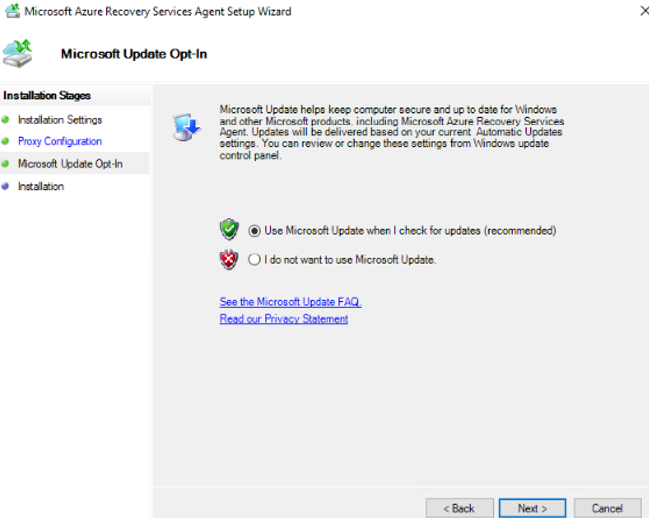 Microsoft Azure Recovery Services Agent Setup Wizard
Microsoft Update Opt-In
Installation Stages
Installation Settings
Proxy Configuration
Microsoft Update Opt-In
Installation
Microsoft Update helps keep computer secure and up to date for Windows
and other Microsoft products, including Microsoft Azure Recovery Services
Agent. Updates will be delivered based on your current Automatic Updates
settings. You can review or change these settings from Windows update
control panel.
Use Microsoft Update when I check for updates (recommended)
I do not want to use Microsoft Update.
See the Microsoft Update FAQ.
Read our Privacy Statement
< Back
Next >
Cancel